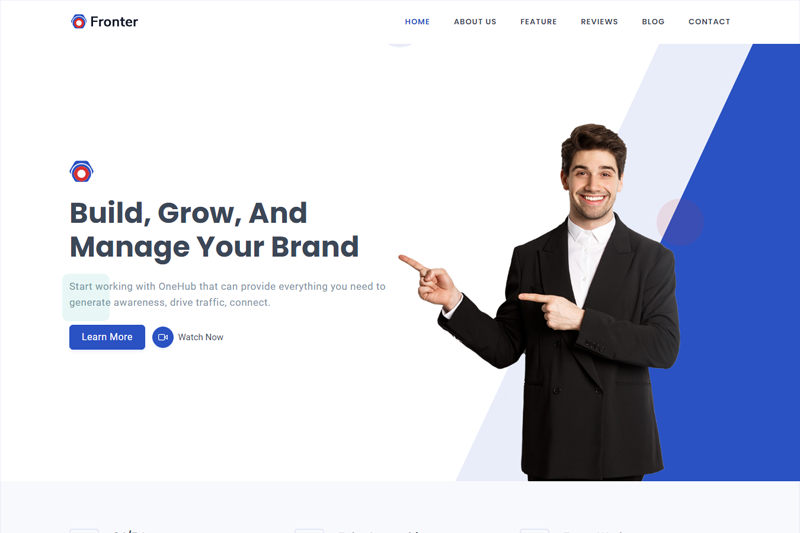 Fronter
HOME ABOUT US FEATURE REVIEWS BLOG CONTACT
Build, Grow, And
Manage Your Brand
Start working with OneHub that can provide everything you need to
generate awareness, drive traffic, connect.
Learn More
Watch Now